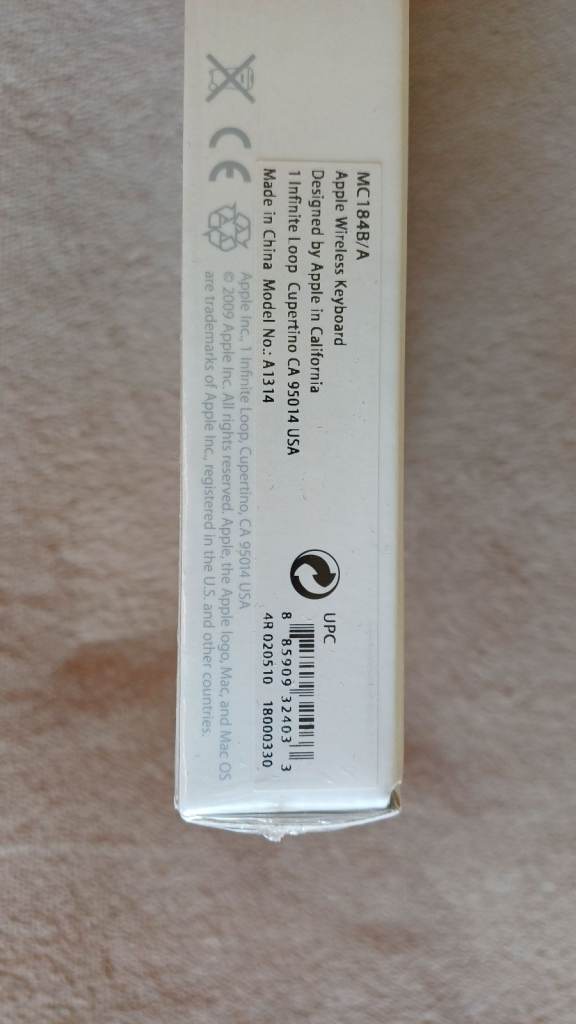 MC184B/A
Apple Wireless Keyboard
Designed by Apple in California
1 Infinite Loop Cupertino CA 95014 USA
Made in China Model No.: A1314
UPC
8 85909 32403 3
4R 020510 18000330
CE
Apple Inc., 1 Infinite Loop, Cupertino, CA 95014 USA
© 2009 Apple Inc. All rights reserved. Apple, the Apple logo, Mac, and Mac OS
are trademarks of Apple Inc., registered in the U.S. and other countries.